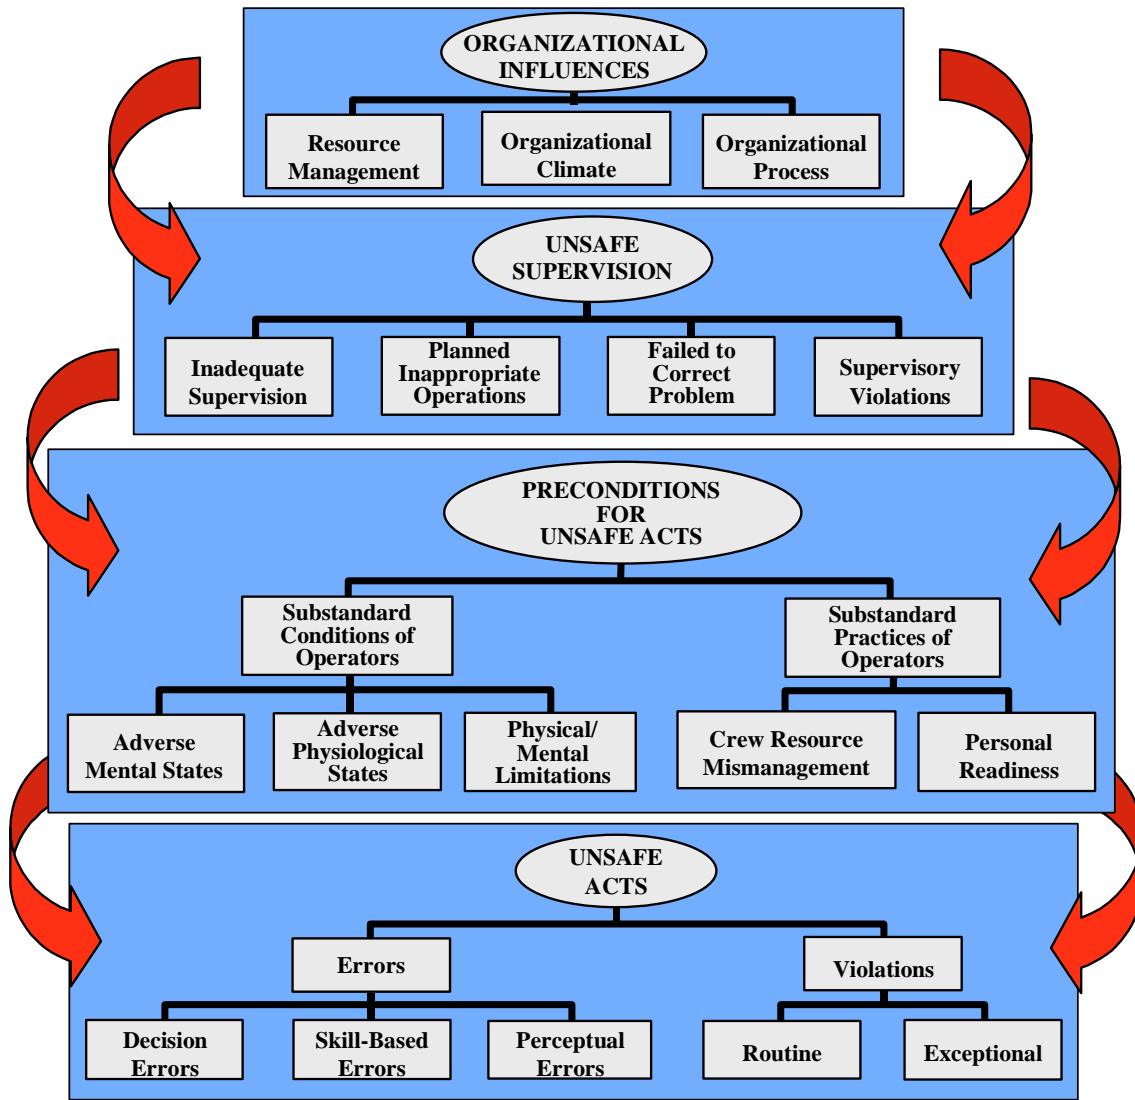 ORGANIZATIONAL
INFLUENCES
Resource
Management
Organizational
Climate
Organizational
Process
UNSAFE
SUPERVISION
Inadequate
Supervision
Planned
Inappropriate
Operations
Failed to
Correct
Problem
Supervisory
Violations
PRECONDITIONS
FOR
UNSAFE ACTS
Substandard
Conditions of
Operators
Substandard
Practices of
Operators
Adverse
Mental States
Adverse
Physiological
States
Physical/
Mental
Limitations
Crew Resource
Mismanagement
Personal
Readiness
UNSAFE
ACTS
Errors
Violations
Decision
Errors
Skill-Based
Errors
Perceptual
Errors
Routine
Exceptional